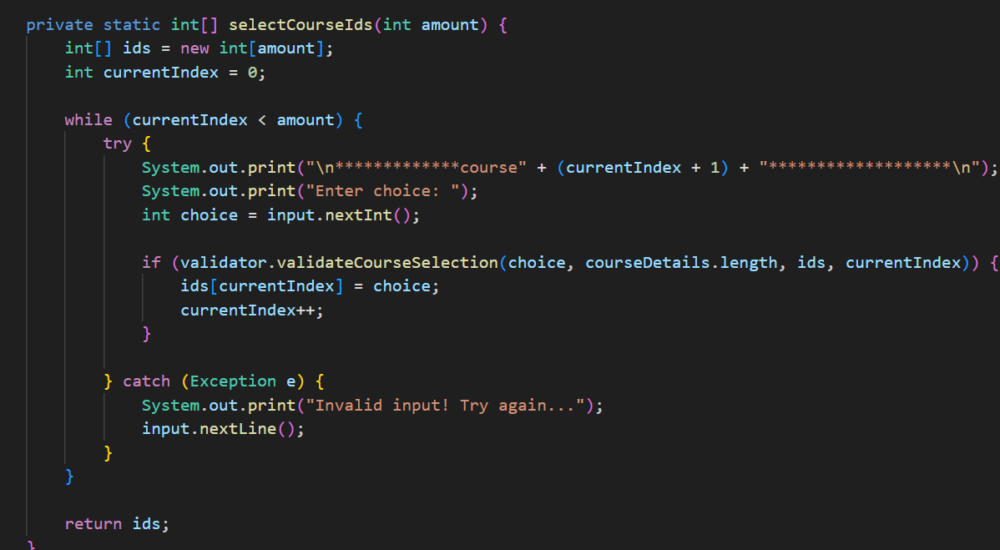 private static int[] selectCourseIds(int amount) {
    int[] ids = new int[amount];
    int currentIndex = 0;

    while (currentIndex < amount) {
        try {
            System.out.print("\n*************course" + (currentIndex + 1) + "*******************\n");
            System.out.print("Enter choice: ");
            int choice = input.nextInt();

            if (validator.validateCourseSelection(choice, courseDetails.length, ids, currentIndex)) {
                ids[currentIndex] = choice;
                currentIndex++;
            }

        } catch (Exception e) {
            System.out.print("Invalid input! Try again...");
            input.nextLine();
        }
    }

    return ids;
}